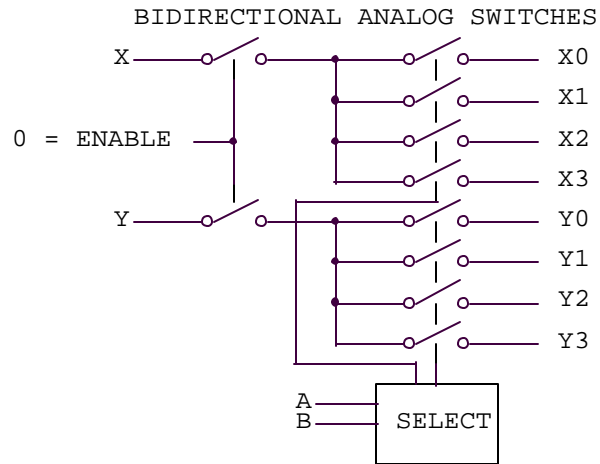 BIDIRECTIONAL ANALOG SWITCHES
X
X0
X1
0 = ENABLE
X2
X3
Y
Y0
Y1
Y2
Y3
A
B
SELECT